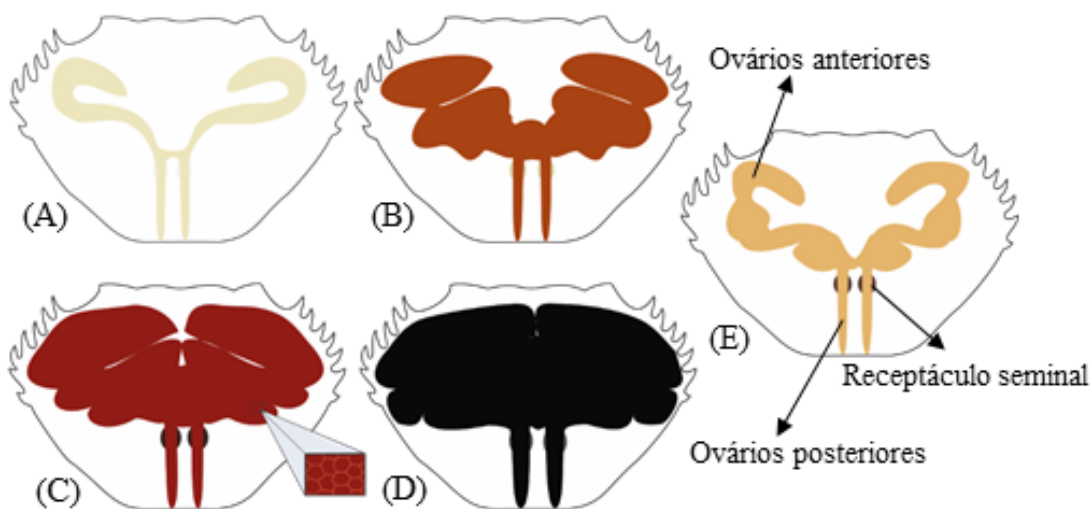 Ovários anteriores
(A)
(B)
(E)
Receptáculo seminal
Ovários posteriores
(C)
(D)